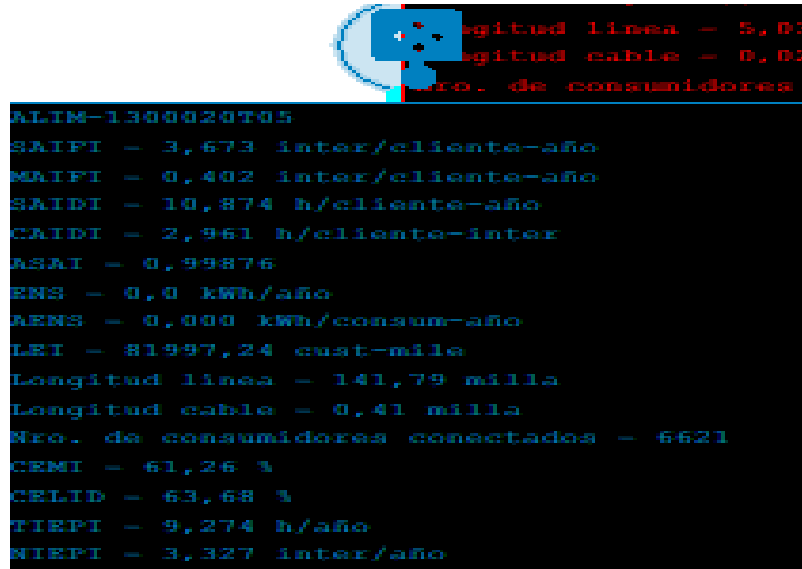 ngitud linea = 5,0
ngitud cable = 0,0
Nro. de consumidores
ALIM-1300020T05
SAIFI = 3,673 inter/cliente-año
MAIFI = 0,402 inter/cliente-año
SAIDI = 10,874 h/cliente-año
CAIDI = 2,961 h/cliente-inter
ASAI = 0,99876
ENS = 0,0 kWh/año
AENS = 0,000 kWh/consum-año
LEI = 81997,24 cust-mile
Longitud linea = 141,79 milla
Longitud cable = 0,41 milla
Nro. de consumidores conectados = 6621
CEMI = 61,26 %
CELID = 63,68 %
TIEPI = 9,274 h/año
NIEPI = 3,327 inter/año